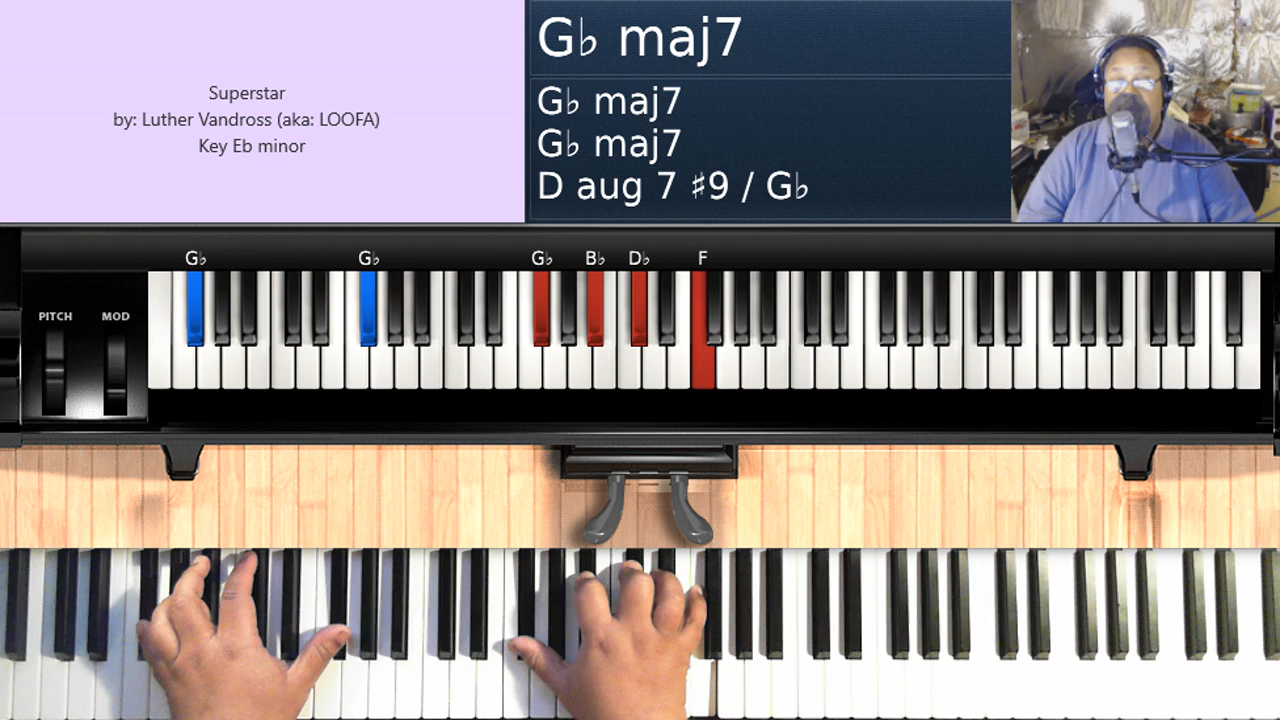 Superstar
by: Luther Vandross (aka: LOOFA)
Key Eb minor
G♭ maj7
G♭ maj7
G♭ maj7
D aug 7 ♯9 / G♭
G♭ G♭ G♭ B♭ D♭ F
PITCH MOD